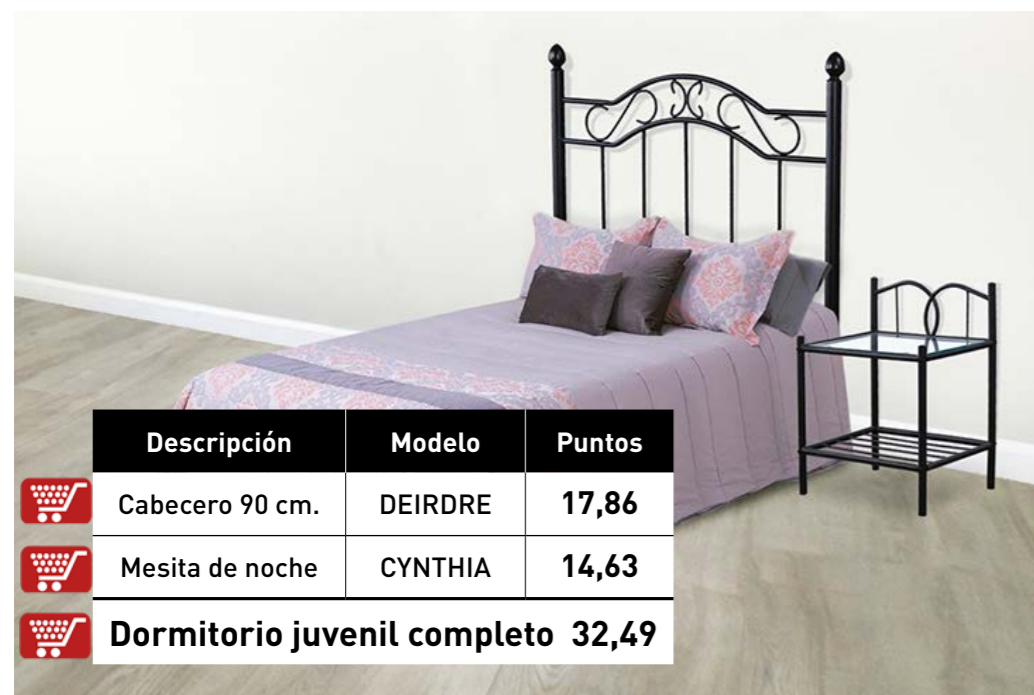 Descripción Modelo Puntos
Cabecero 90 cm. DEIRDRE 17,86
Mesita de noche CYNTHIA 14,63
Dormitorio juvenil completo 32,49